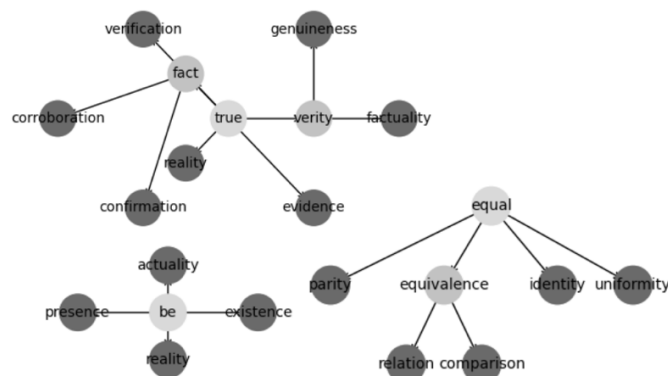 verification
genuineness
fact
corroboration
true
verity
factuality
reality
confirmation
evidence
equal
actuality
parity
equivalence
identity
uniformity
presence
be
existence
reality
relation
comparison